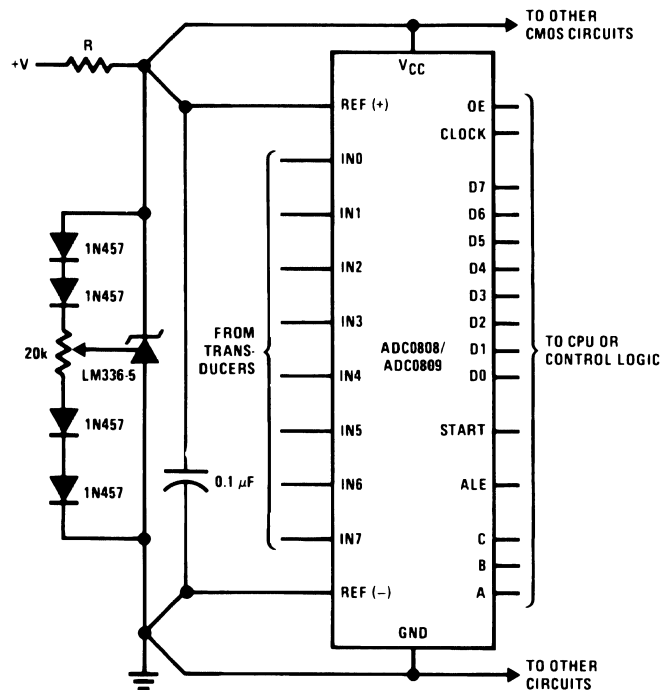 TO OTHER
CMOS CIRCUITS
R
+V
VCC
REF (+)
OE
CLOCK
IN0
IN1
IN2
IN3
IN4
IN5
IN6
IN7
D7
D6
D5
D4
D3
D2
D1
D0
1N457
1N457
20k
LM336-5
1N457
1N457
FROM
TRANS-
DUCERS
ADC0808/
ADC0809
TO CPU OR
CONTROL LOGIC
START
ALE
0.1 μF
C
B
A
REF (−)
GND
TO OTHER
CIRCUITS